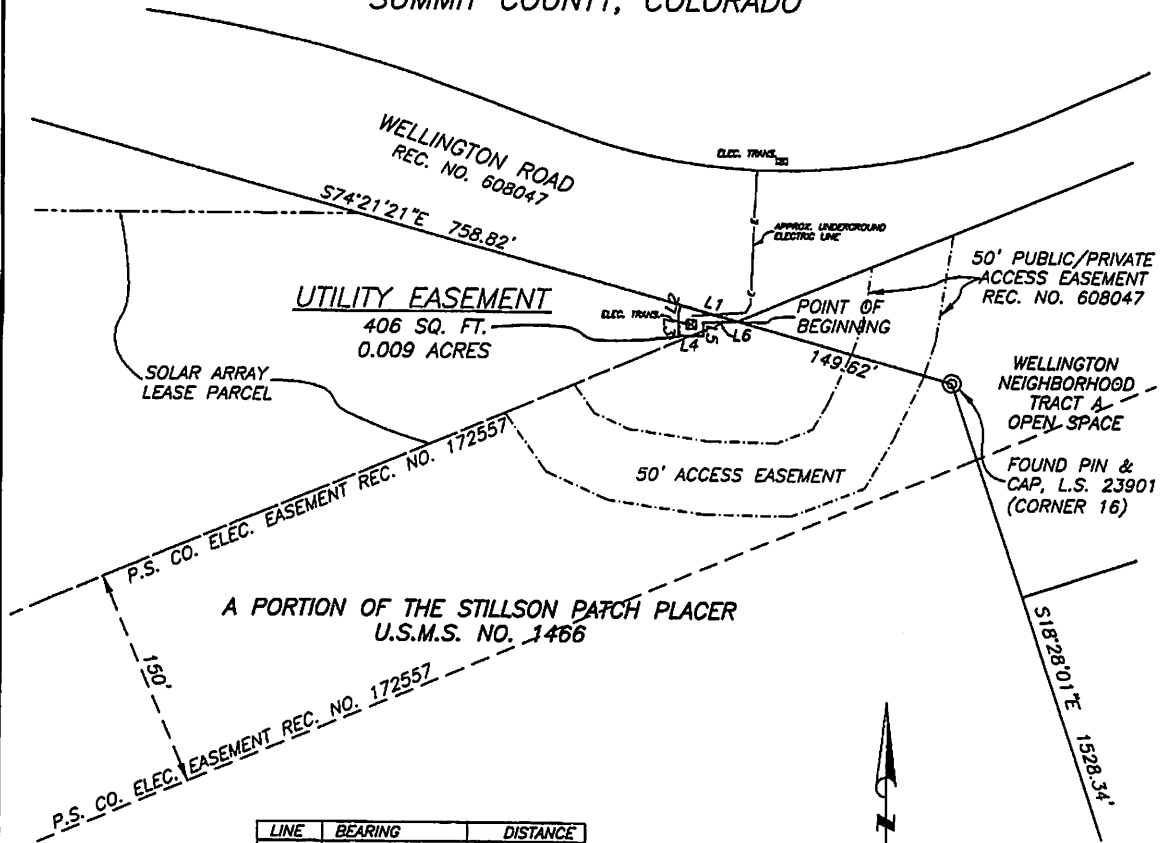 SUMMIT COUNTY, COLORADO
WELLINGTON ROAD
REC. NO. 608047
ELEC. TRANS.
S74°21'21"E 758.82'
APPROX. UNDERGROUND
ELECTRIC LINE
50' PUBLIC/PRIVATE
ACCESS EASEMENT
REC. NO. 608047
UTILITY EASEMENT
406 SQ. FT.
0.009 ACRES
ELEC. TRANS.
L2
L1
L3
L4
L5
L6
POINT OF
BEGINNING
149.62'
SOLAR ARRAY
LEASE PARCEL
WELLINGTON
NEIGHBORHOOD
TRACT A
OPEN SPACE
50' ACCESS EASEMENT
FOUND PIN &
CAP, L.S. 23901
(CORNER 16)
P.S. CO. ELEC. EASEMENT REC. NO. 172557
A PORTION OF THE STILLSON PATCH PLACER
U.S.M.S. NO. 1466
150'
P.S. CO. ELEC. EASEMENT REC. NO. 172557
S18°28'01"E 1528.34'
N
LINE BEARING DISTANCE